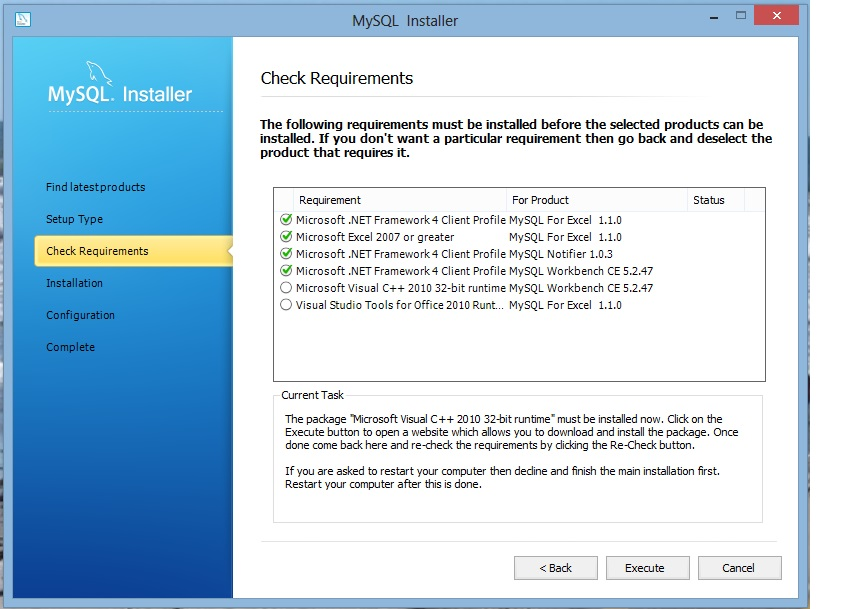 MySQL Installer
MySQL. Installer
Find latest products
Setup Type
Check Requirements
Installation
Configuration
Complete
Check Requirements
The following requirements must be installed before the selected products can be
installed. If you don't want a particular requirement then go back and deselect the
product that requires it.
Requirement For Product Status
Microsoft .NET Framework 4 Client Profile MySQL For Excel 1.1.0
Microsoft Excel 2007 or greater MySQL For Excel 1.1.0
Microsoft .NET Framework 4 Client Profile MySQL Notifier 1.0.3
Microsoft .NET Framework 4 Client Profile MySQL Workbench CE 5.2.47
Microsoft Visual C++ 2010 32-bit runtime MySQL Workbench CE 5.2.47
Visual Studio Tools for Office 2010 Runt... MySQL For Excel 1.1.0
Current Task
The package "Microsoft Visual C++ 2010 32-bit runtime" must be installed now. Click on the
Execute button to open a website which allows you to download and install the package. Once
done come back here and re-check the requirements by clicking the Re-Check button.
If you are asked to restart your computer then decline and finish the main installation first.
Restart your computer after this is done.
< Back Execute Cancel